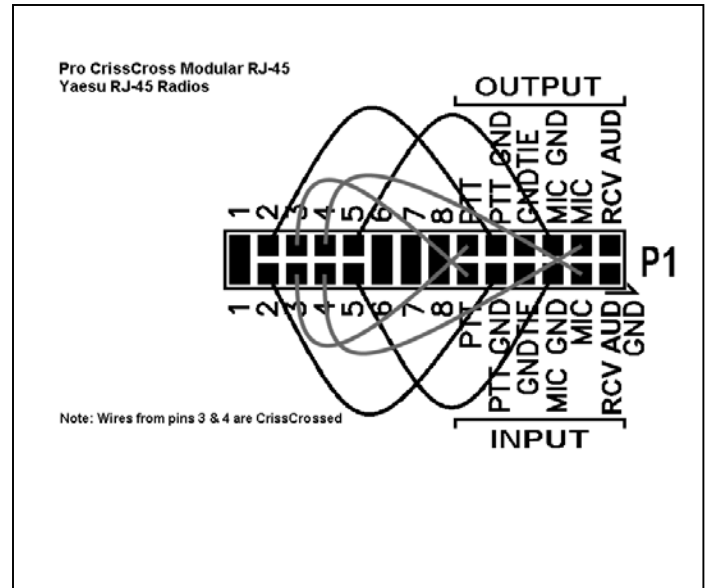 Pro CrissCross Modular RJ-45
Yaesu RJ-45 Radios
OUTPUT
1 2 3 4 5 6 7 8 PTT PTT GND GNDTIE MIC GND MIC RCV AUD
P1
1 2 3 4 5 6 7 8 PTT PTT GND GNDTIE MIC GND MIC RCV AUD GND
Note: Wires from pins 3 & 4 are CrissCrossed
INPUT